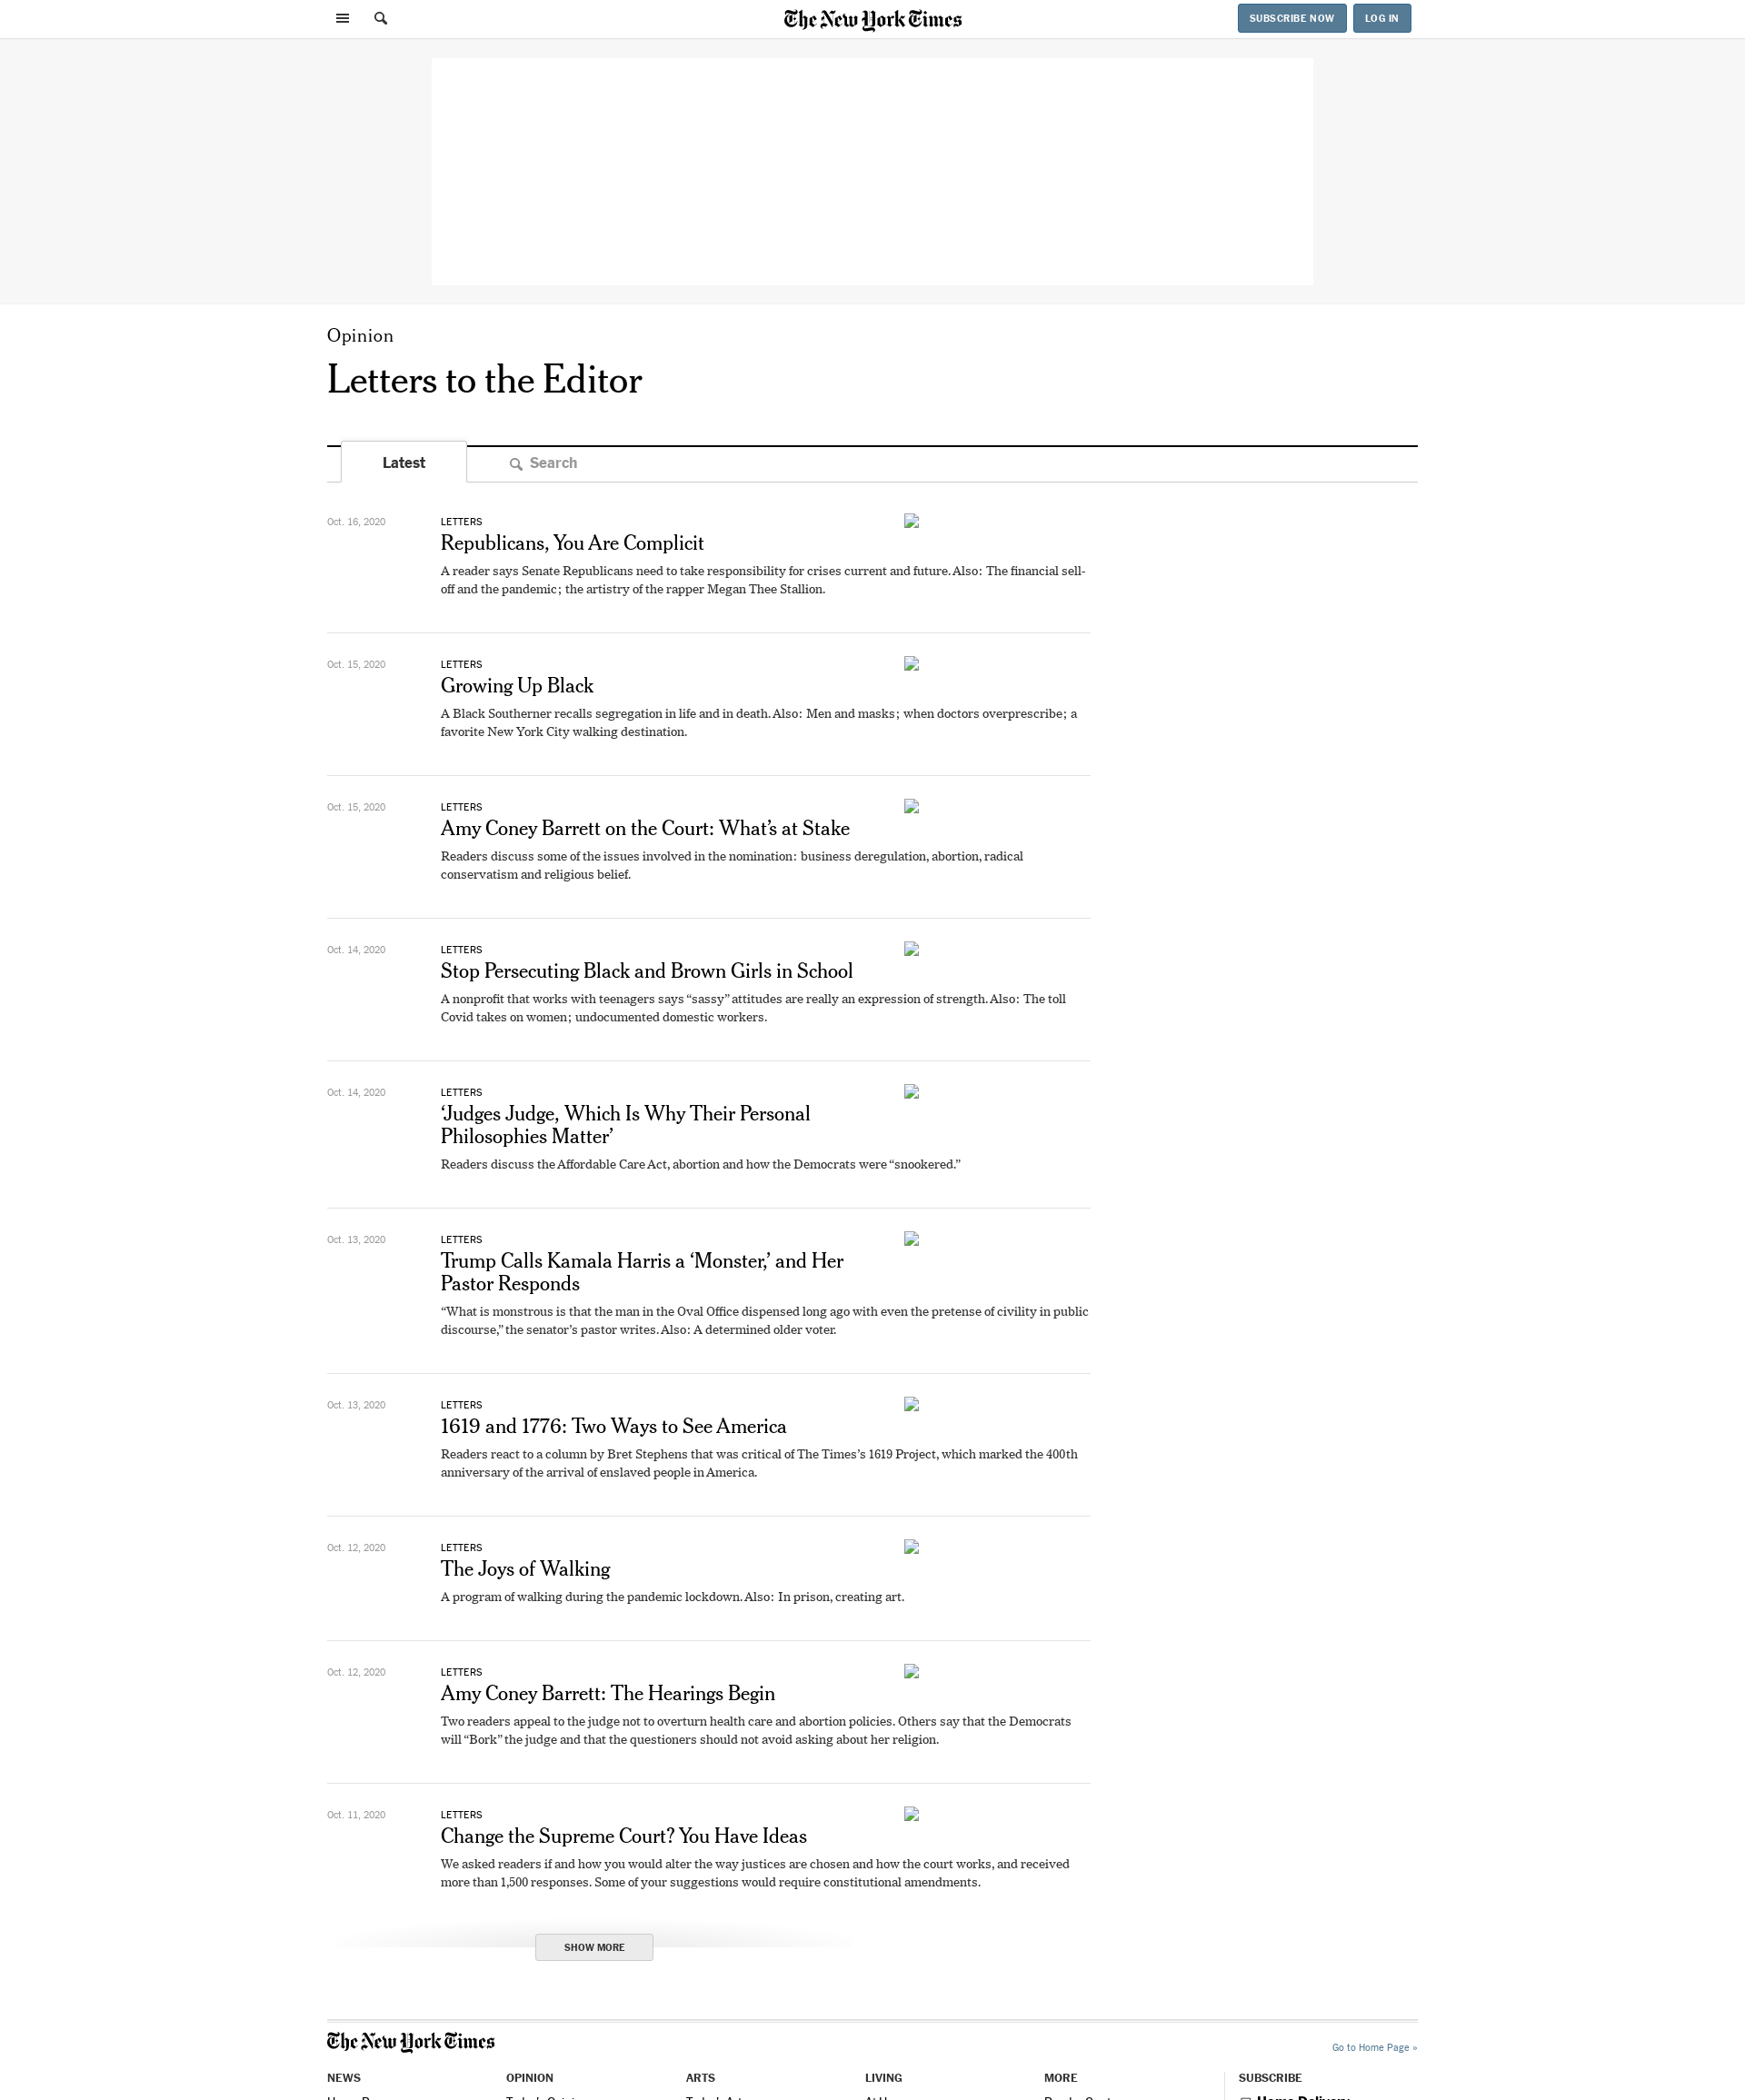 The New York Times
SUBSCRIBE NOW
LOG IN
Opinion
Letters to the Editor
Latest
Search
Oct. 16, 2020
LETTERS
Republicans, You Are Complicit
A reader says Senate Republicans need to take responsibility for crises current and future. Also: The financial sell-
off and the pandemic; the artistry of the rapper Megan Thee Stallion.
Oct. 15, 2020
LETTERS
Growing Up Black
A Black Southerner recalls segregation in life and in death. Also: Men and masks; when doctors overprescribe; a
favorite New York City walking destination.
Oct. 15, 2020
LETTERS
Amy Coney Barrett on the Court: What’s at Stake
Readers discuss some of the issues involved in the nomination: business deregulation, abortion, radical
conservatism and religious belief.
Oct. 14, 2020
LETTERS
Stop Persecuting Black and Brown Girls in School
A nonprofit that works with teenagers says “sassy” attitudes are really an expression of strength. Also: The toll
Covid takes on women; undocumented domestic workers.
Oct. 14, 2020
LETTERS
‘Judges Judge, Which Is Why Their Personal
Philosophies Matter’
Readers discuss the Affordable Care Act, abortion and how the Democrats were “snookered.”
Oct. 13, 2020
LETTERS
Trump Calls Kamala Harris a ‘Monster,’ and Her
Pastor Responds
“What is monstrous is that the man in the Oval Office dispensed long ago with even the pretense of civility in public
discourse,” the senator’s pastor writes. Also: A determined older voter.
Oct. 13, 2020
LETTERS
1619 and 1776: Two Ways to See America
Readers react to a column by Bret Stephens that was critical of The Times’s 1619 Project, which marked the 400th
anniversary of the arrival of enslaved people in America.
Oct. 12, 2020
LETTERS
The Joys of Walking
A program of walking during the pandemic lockdown. Also: In prison, creating art.
Oct. 12, 2020
LETTERS
Amy Coney Barrett: The Hearings Begin
Two readers appeal to the judge not to overturn health care and abortion policies. Others say that the Democrats
will “Bork” the judge and that the questioners should not avoid asking about her religion.
Oct. 11, 2020
LETTERS
Change the Supreme Court? You Have Ideas
We asked readers if and how you would alter the way justices are chosen and how the court works, and received
more than 1,500 responses. Some of your suggestions would require constitutional amendments.
SHOW MORE
The New York Times
Go to Home Page »
NEWS
OPINION
ARTS
LIVING
MORE
SUBSCRIBE
Home Delivery